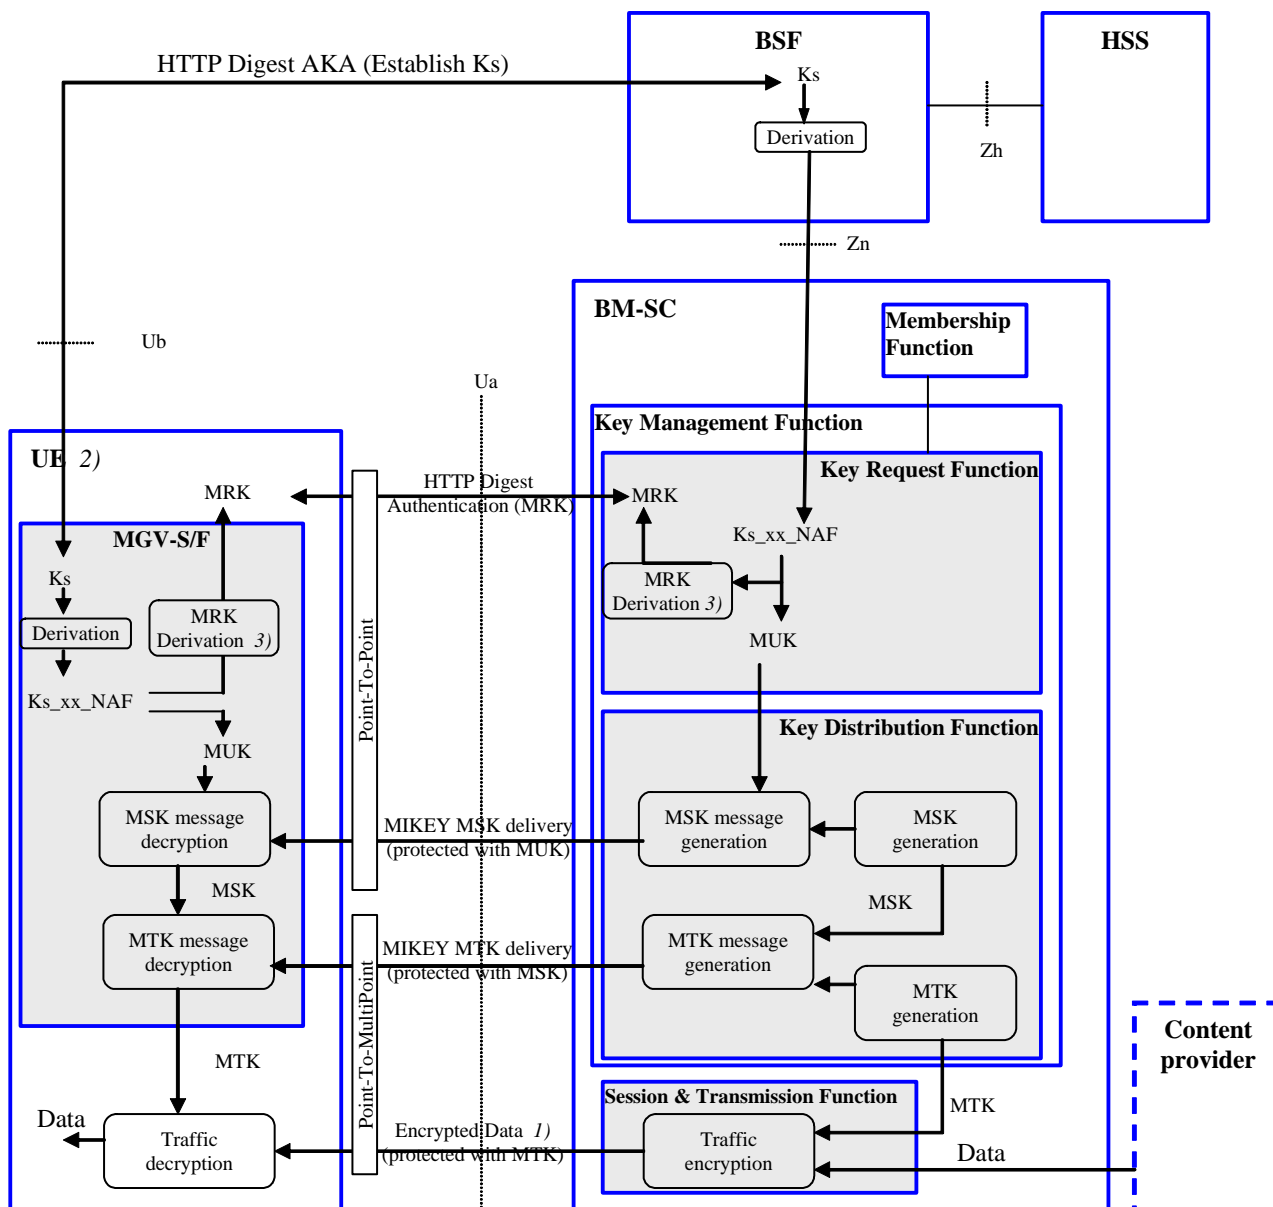 BSF
HSS
HTTP Digest AKA (Establish Ks)
Ks
Derivation
Zh
Zn
BM-SC
Membership
Function
Ub
Ua
Key Management Function
UE 2)
Key Request Function
MRK
HTTP Digest
Authentication (MRK)
MRK
MGV-S/F
Ks_xx_NAF
Ks
MRK
Derivation 3)
Derivation
MRK
Derivation 3)
MUK
Ks_xx_NAF
Point-To-Point
MUK
Key Distribution Function
MSK message
decryption
MIKEY MSK delivery
(protected with MUK)
MSK message
generation
MSK
generation
MSK
MSK
MTK message
decryption
MIKEY MTK delivery
(protected with MSK)
MTK message
generation
MTK
generation
Point-To-MultiPoint
Content
provider
MTK
Session & Transmission Function
MTK
Data
Traffic
decryption
Encrypted Data 1)
(protected with MTK)
Traffic
encryption
Data